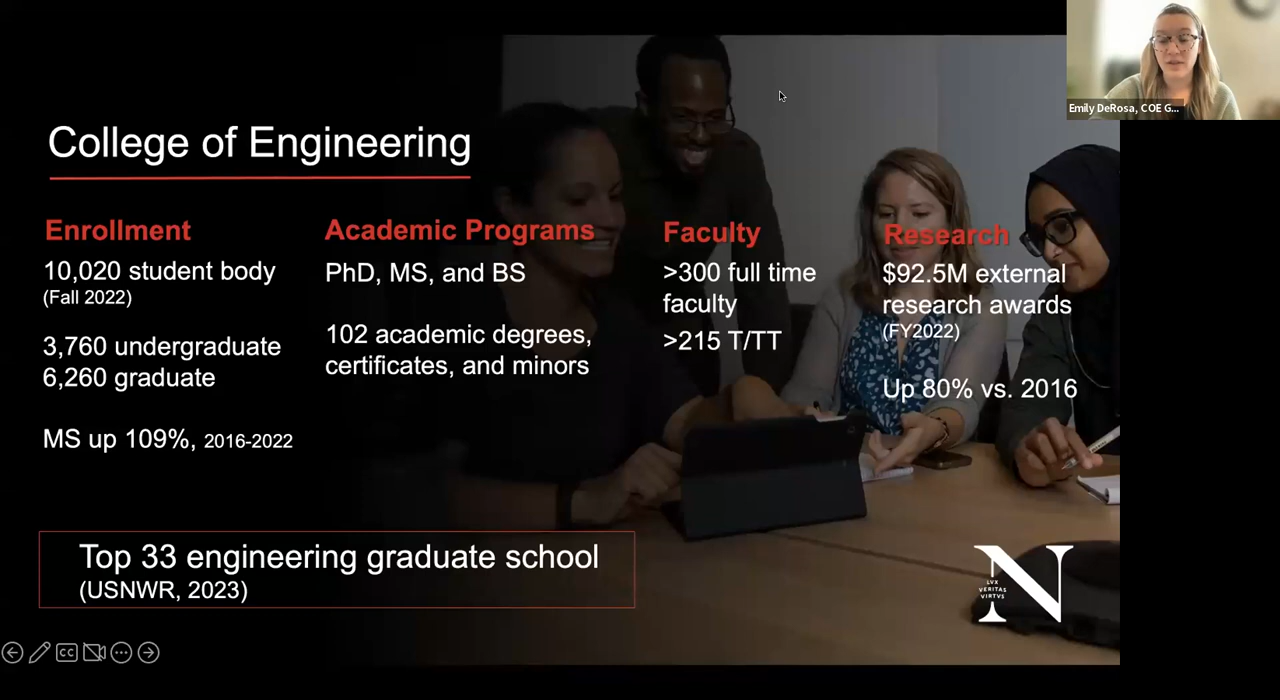 Emily DeRosa, COE G...
College of Engineering
Enrollment
10,020 student body
(Fall 2022)
3,760 undergraduate
6,260 graduate
MS up 109%, 2016-2022
Academic Programs
PhD, MS, and BS
102 academic degrees,
certificates, and minors
Faculty
>300 full time
faculty
>215 T/TT
Research
$92.5M external
research awards
(FY2022)
Up 80% vs. 2016
Top 33 engineering graduate school
(USNWR, 2023)
N
LVX
VERITAS
VIRTVS
CC